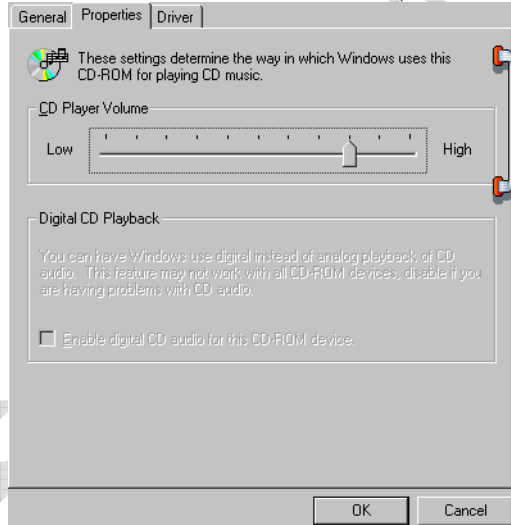 General Properties Driver
These settings determine the way in which Windows uses this
CD-ROM for playing CD music.
CD Player Volume
Low High
Digital CD Playback
You can have Windows use digital instead of analog playback of CD
audio. This feature may not work with all CD-ROM devices, disable if you
are having problems with CD audio.
Enable digital CD audio for this CD-ROM device.
OK Cancel